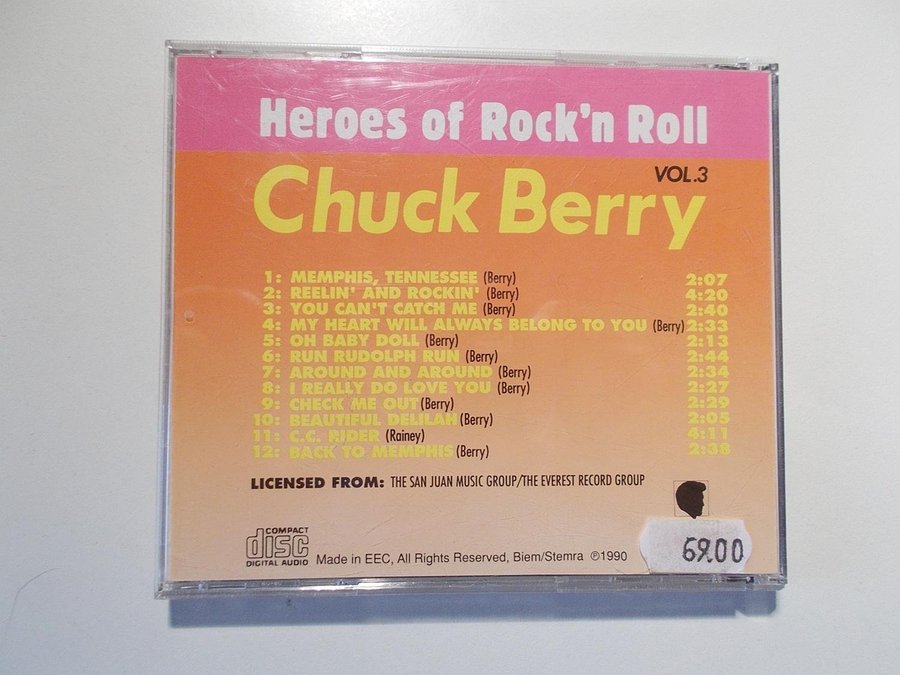 Heroes of Rock'n Roll
VOL.3
Chuck Berry
1: MEMPHIS, TENNESSEE (Berry) 2:07
2: REELIN' AND ROCKIN' (Berry) 4:20
3: YOU CAN'T CATCH ME (Berry) 2:40
4: MY HEART WILL ALWAYS BELONG TO YOU (Berry) 2:33
5: OH BABY DOLL (Berry) 2:13
6: RUN RUDOLPH RUN (Berry) 2:44
7: AROUND AND AROUND (Berry) 2:34
8: I REALLY DO LOVE YOU (Berry) 2:27
9: CHECK ME OUT (Berry) 2:29
10: BEAUTIFUL DELILAH (Berry) 2:05
11: C.C. RIDER (Rainey) 4:11
12: BACK TO MEMPHIS (Berry) 2:38
LICENSED FROM: THE SAN JUAN MUSIC GROUP/THE EVEREST RECORD GROUP
COMPACT
disc
DIGITAL AUDIO
Made in EEC, All Rights Reserved, Biem/Stemra ℗1990
69.00